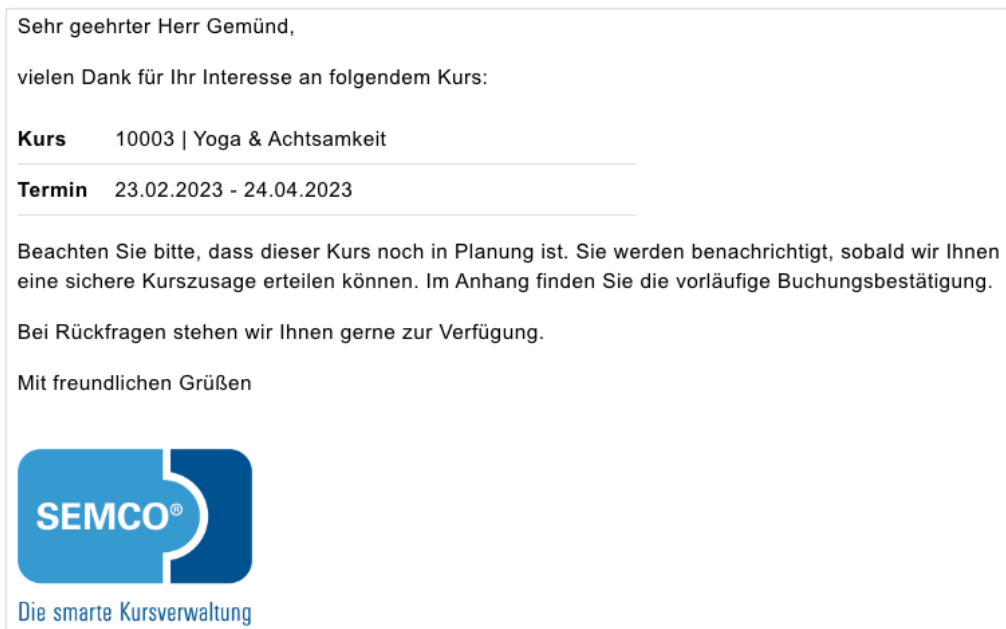 Sehr geehrter Herr Gemünd,
vielen Dank für Ihr Interesse an folgendem Kurs:
Kurs 10003 | Yoga & Achtsamkeit
Termin 23.02.2023 - 24.04.2023
Beachten Sie bitte, dass dieser Kurs noch in Planung ist. Sie werden benachrichtigt, sobald wir Ihnen
eine sichere Kurszusage erteilen können. Im Anhang finden Sie die vorläufige Buchungsbestätigung.
Bei Rückfragen stehen wir Ihnen gerne zur Verfügung.
Mit freundlichen Grüßen
SEMCO®
Die smarte Kursverwaltung